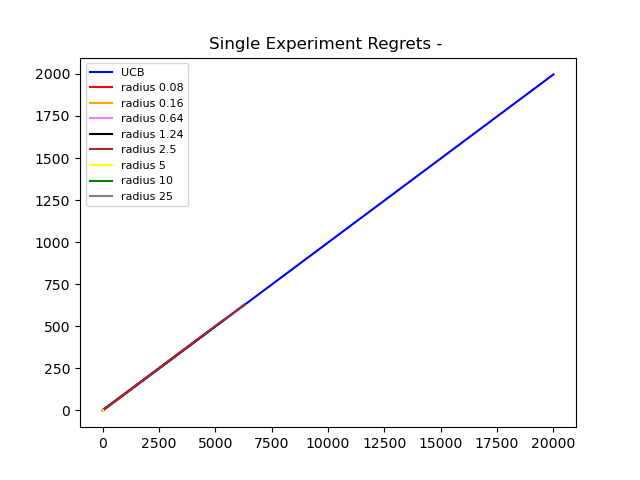 Single Experiment Regrets -
2000
1750
1500
1250
1000
750
500
250
0
UCB
radius 0.08
radius 0.16
radius 0.64
radius 1.24
radius 2.5
radius 5
radius 10
radius 25
0 2500 5000 7500 10000 12500 15000 17500 20000